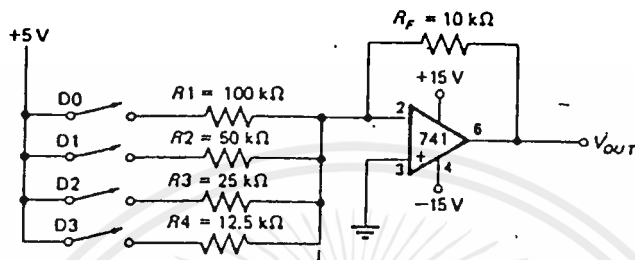 R_F = 10 kΩ
+5 V
+15 V
D0
R1 = 100 kΩ
2
6
D1
R2 = 50 kΩ
741
V_OUT
D2
R3 = 25 kΩ
+
3
4
-15 V
D3
R4 = 12.5 kΩ